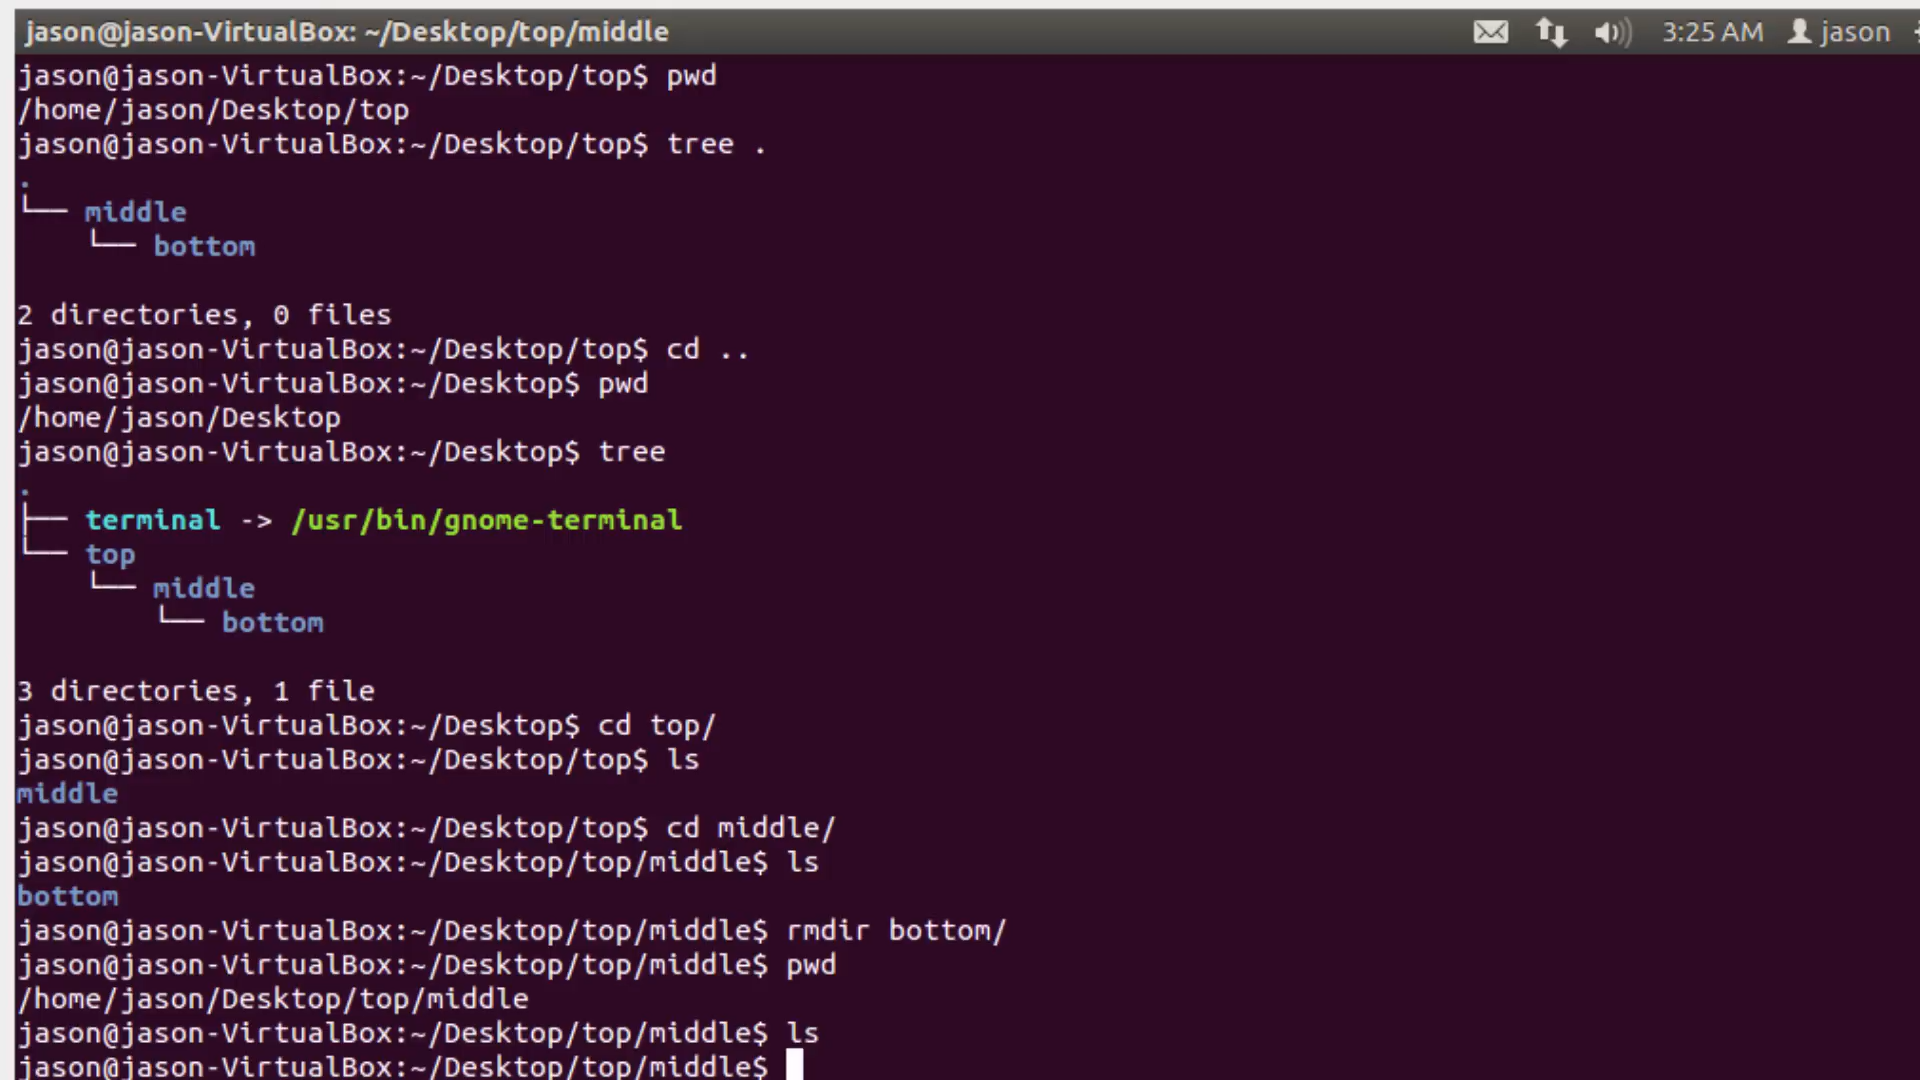 jason@jason-VirtualBox: ~/Desktop/top/middle 3:25 AM jason
jason@jason-VirtualBox:~/Desktop/top$ pwd
/home/jason/Desktop/top
jason@jason-VirtualBox:~/Desktop/top$ tree .
.
└── middle
    └── bottom
2 directories, 0 files
jason@jason-VirtualBox:~/Desktop/top$ cd ..
jason@jason-VirtualBox:~/Desktop$ pwd
/home/jason/Desktop
jason@jason-VirtualBox:~/Desktop$ tree
.
├── terminal -> /usr/bin/gnome-terminal
└── top
    └── middle
        └── bottom
3 directories, 1 file
jason@jason-VirtualBox:~/Desktop$ cd top/
jason@jason-VirtualBox:~/Desktop/top$ ls
middle
jason@jason-VirtualBox:~/Desktop/top$ cd middle/
jason@jason-VirtualBox:~/Desktop/top/middle$ ls
bottom
jason@jason-VirtualBox:~/Desktop/top/middle$ rmdir bottom/
jason@jason-VirtualBox:~/Desktop/top/middle$ pwd
/home/jason/Desktop/top/middle
jason@jason-VirtualBox:~/Desktop/top/middle$ ls
jason@jason-VirtualBox:~/Desktop/top/middle$